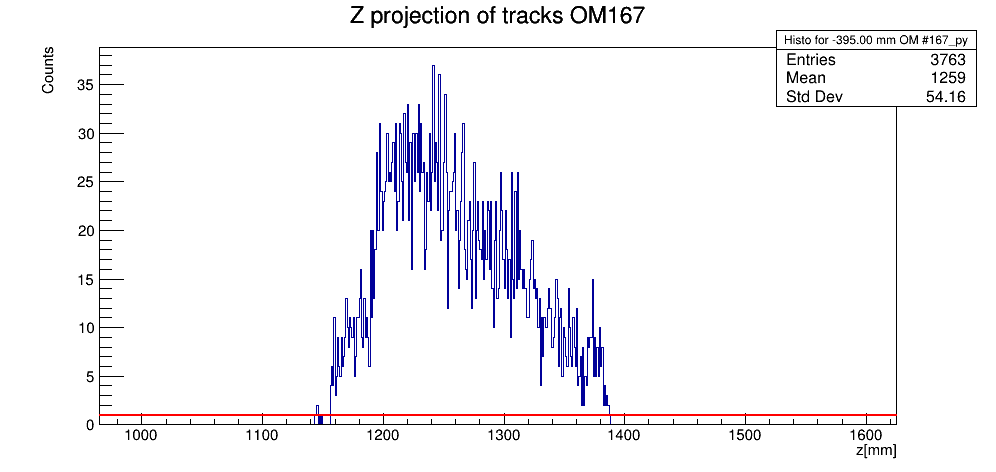 Z projection of tracks OM167
Histo for -395.00 mm OM #167_py
Entries 3763
Mean 1259
Std Dev 54.16
Counts
35
30
25
20
15
10
5
0
1000 1100 1200 1300 1400 1500 1600
z[mm]